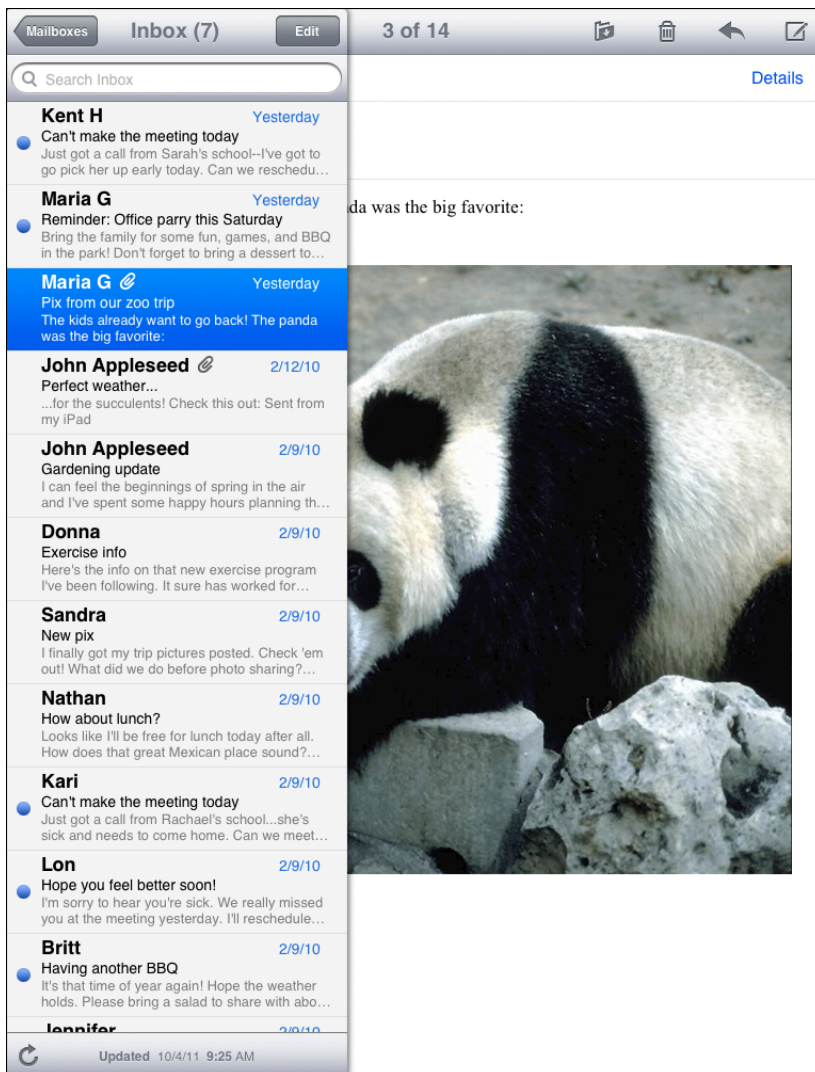 Mailboxes Inbox (7) Edit 3 of 14
Search Inbox
Details
Kent H Yesterday
Can't make the meeting today
Just got a call from Sarah's school--I've got to
go pick her up early today. Can we reschedu...
Maria G Yesterday
Reminder: Office parry this Saturday
Bring the family for some fun, games, and BBQ
in the park! Don't forget to bring a dessert to...
da was the big favorite:
Maria G Yesterday
Pix from our zoo trip
The kids already want to go back! The panda
was the big favorite:
John Appleseed 2/12/10
Perfect weather...
...for the succulents! Check this out: Sent from
my iPad
John Appleseed 2/9/10
Gardening update
I can feel the beginnings of spring in the air
and I've spent some happy hours planning th...
Donna 2/9/10
Exercise info
Here's the info on that new exercise program
I've been following. It sure has worked for...
Sandra 2/9/10
New pix
I finally got my trip pictures posted. Check 'em
out! What did we do before photo sharing?...
Nathan 2/9/10
How about lunch?
Looks like I'll be free for lunch today after all.
How does that great Mexican place sound?...
Kari 2/9/10
Can't make the meeting today
Just got a call from Rachael's school...she's
sick and needs to come home. Can we meet...
Lon 2/9/10
Hope you feel better soon!
I'm sorry to hear you're sick. We really missed
you at the meeting yesterday. I'll reschedule...
Britt 2/9/10
Having another BBQ
It's that time of year again! Hope the weather
holds. Please bring a salad to share with abo...
Jennifer 2/9/10
Updated 10/4/11 9:25 AM